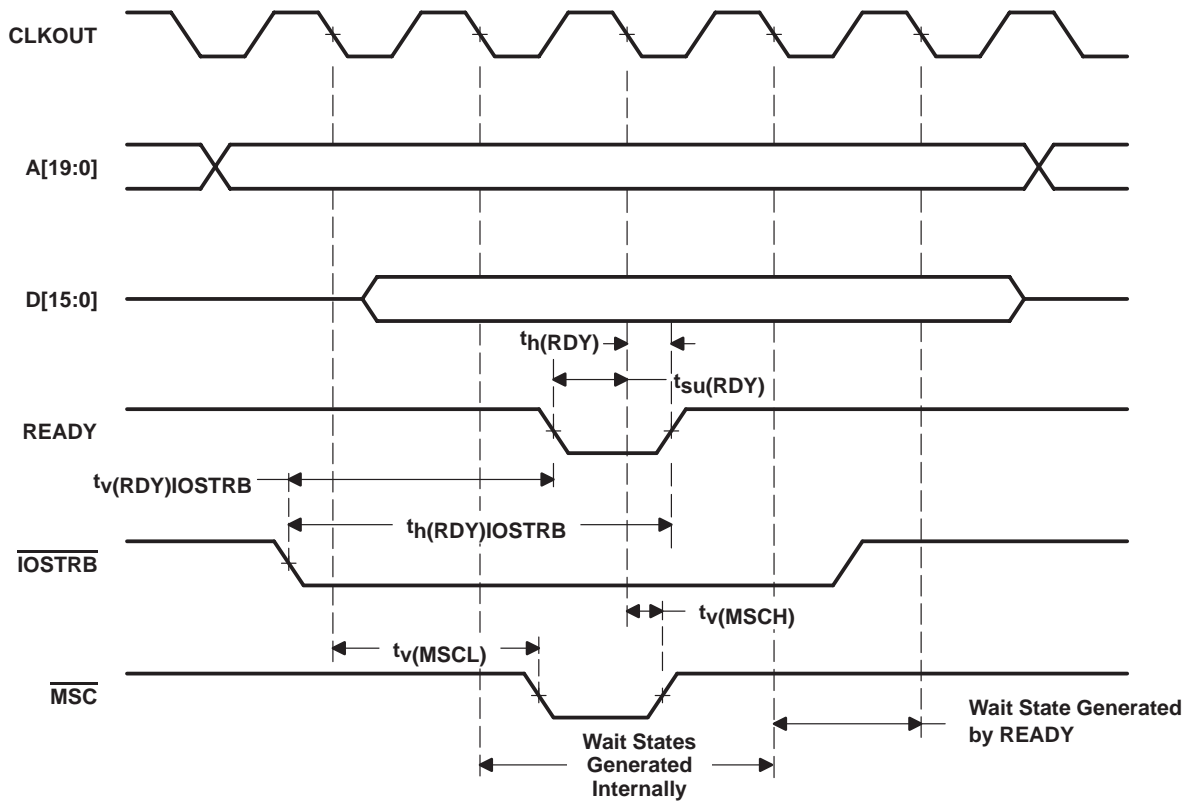 CLKOUT
A[19:0]
D[15:0]
th(RDY)
tsu(RDY)
READY
tv(RDY)IOSTRB
th(RDY)IOSTRB
IOSTRB
tv(MSCH)
tv(MSCL)
MSC
Wait State Generated
by READY
Wait States
Generated
Internally